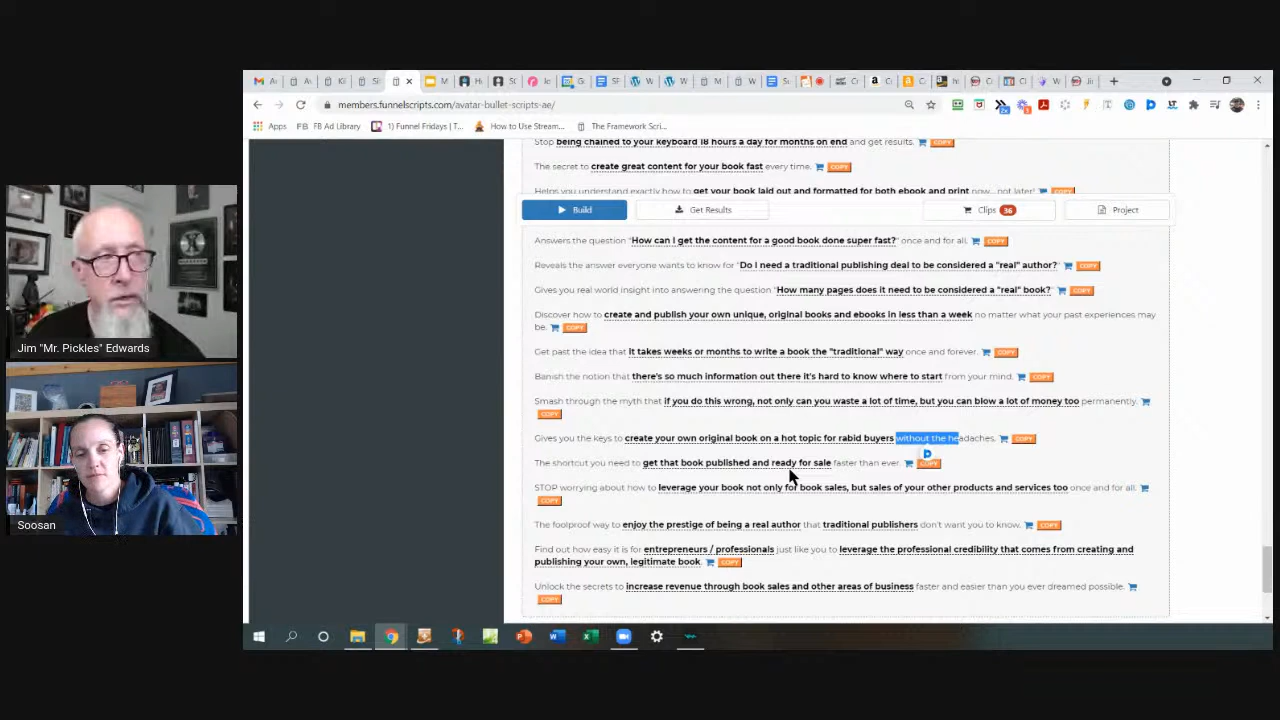 members.funnelscripts.com/avatar-bullet-scripts-ae/
Apps
FB Ad Library
1) Funnel Fridays | T...
How to Use Stream...
The Framework Scri...
Stop being chained to your keyboard 18 hours a day for months on end and get results. COPY
The secret to create great content for your book fast every time. COPY
Helps you understand exactly how to get your book laid out and formatted for both ebook and print now... not later! COPY
Build
Get Results
Clips 36
Project
Answers the question "How can I get the content for a good book done super fast?" once and for all. COPY
Reveals the answer everyone wants to know for "Do I need a traditional publishing deal to be considered a "real" author?" COPY
Gives you real world insight into answering the question "How many pages does it need to be considered a "real" book?" COPY
Discover how to create and publish your own unique, original books and ebooks in less than a week no matter what your past experiences may
be. COPY
Get past the idea that it takes weeks or months to write a book the "traditional" way once and forever. COPY
Banish the notion that there's so much information out there it's hard to know where to start from your mind. COPY
Smash through the myth that if you do this wrong, not only can you waste a lot of time, but you can blow a lot of money too permanently.
COPY
Gives you the keys to create your own original book on a hot topic for rabid buyers without the headaches. COPY
The shortcut you need to get that book published and ready for sale faster than ever. COPY
STOP worrying about how to leverage your book not only for book sales, but sales of your other products and services too once and for all.
COPY
The foolproof way to enjoy the prestige of being a real author that traditional publishers don't want you to know. COPY
Find out how easy it is for entrepreneurs / professionals just like you to leverage the professional credibility that comes from creating and
publishing your own, legitimate book. COPY
Unlock the secrets to increase revenue through book sales and other areas of business faster and easier than you ever dreamed possible.
COPY
Jim "Mr. Pickles" Edwards
Soosan